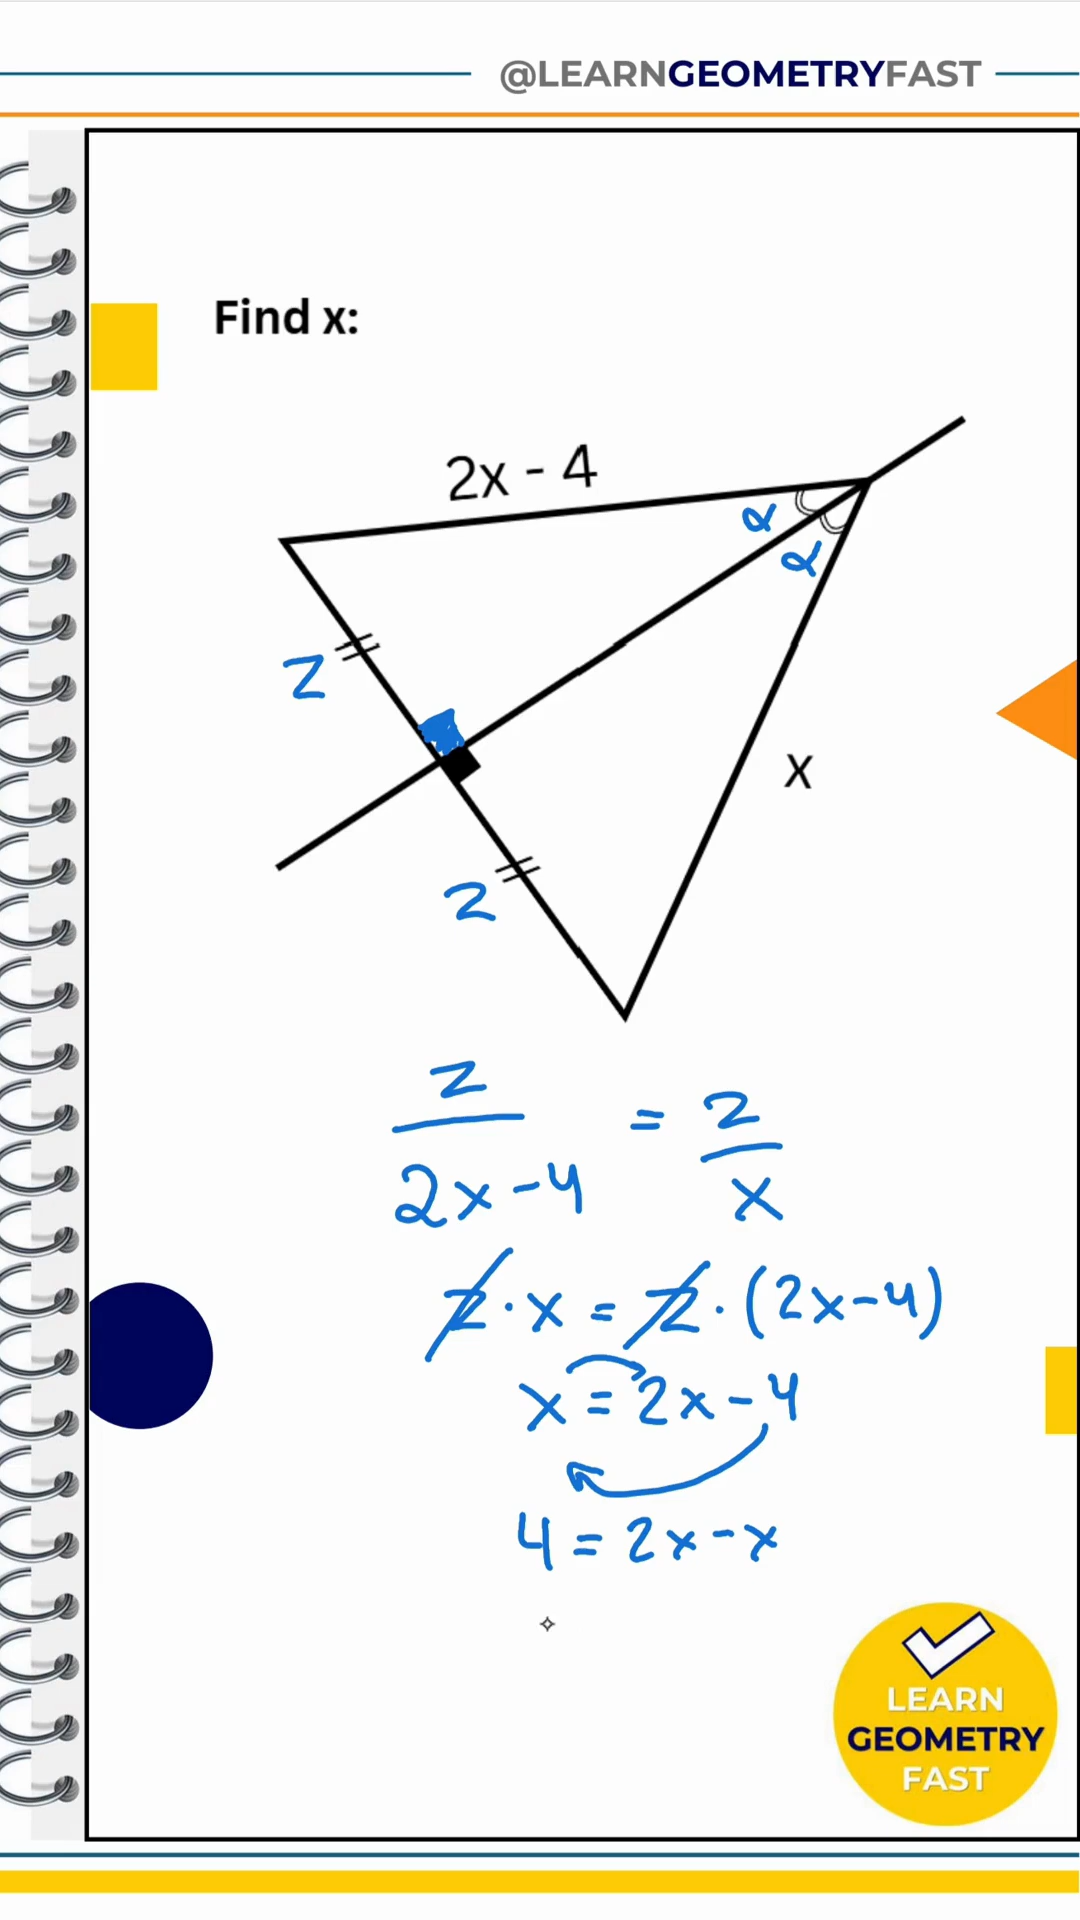 @LEARNGEOMETRYFAST
Find x:
2x - 4
α
α
z
x
z
z/(2x-4) = z/x
z·x = z·(2x-4)
x = 2x-4
4 = 2x-x
LEARN
GEOMETRY
FAST